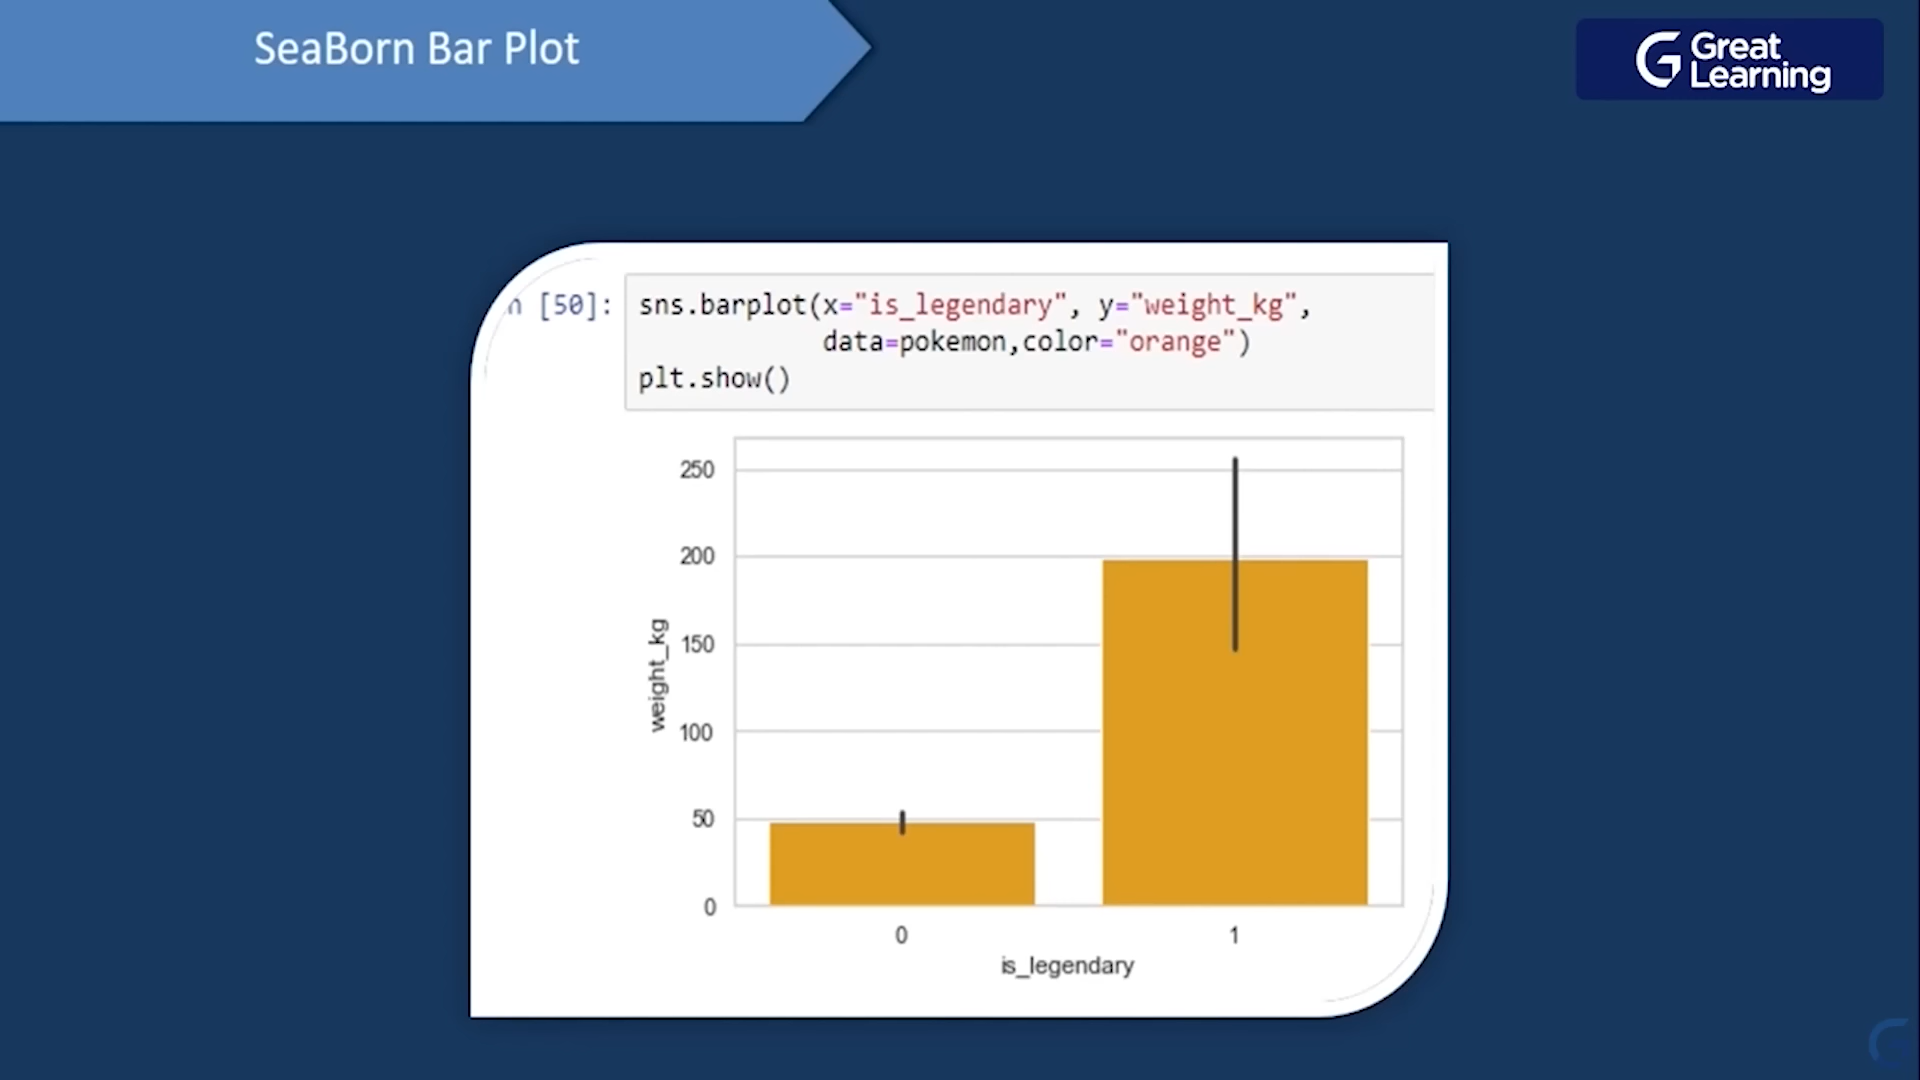 SeaBorn Bar Plot
Great
Learning
n [50]:
sns.barplot(x="is_legendary", y="weight_kg",
data=pokemon,color="orange")
plt.show()
250
200
150
100
50
0
weight_kg
0 1
is_legendary